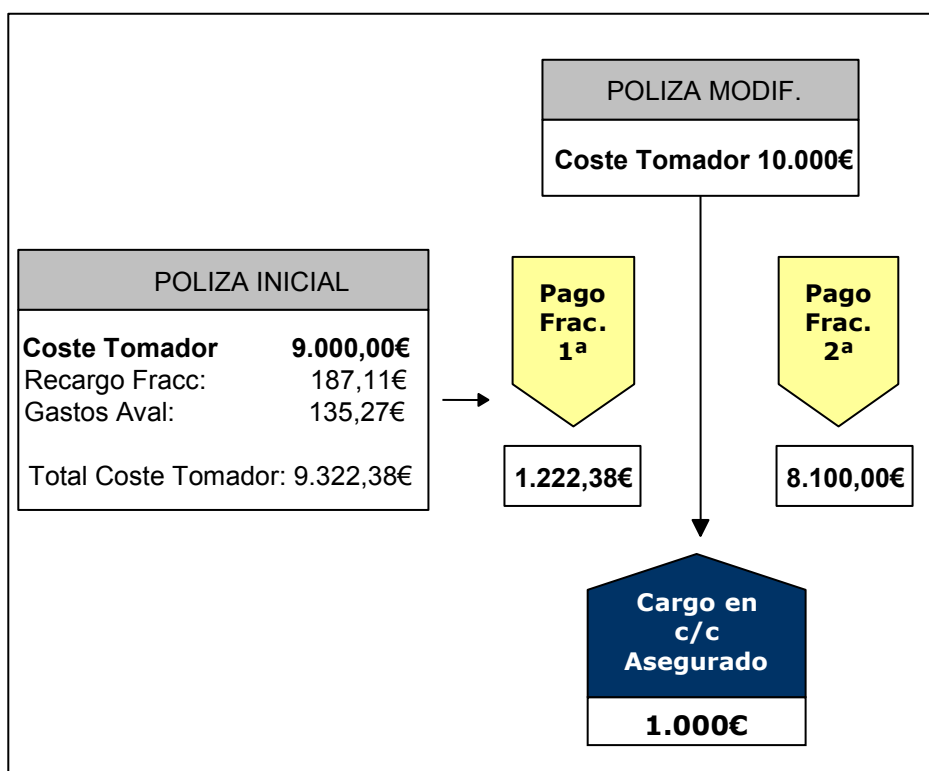 POLIZA MODIF.
Coste Tomador 10.000€
POLIZA INICIAL
Coste Tomador 9.000,00€
Recargo Fracc: 187,11€
Gastos Aval: 135,27€
Total Coste Tomador: 9.322,38€
Pago
Frac.
1ª
1.222,38€
Pago
Frac.
2ª
8.100,00€
Cargo en
c/c
Asegurado
1.000€